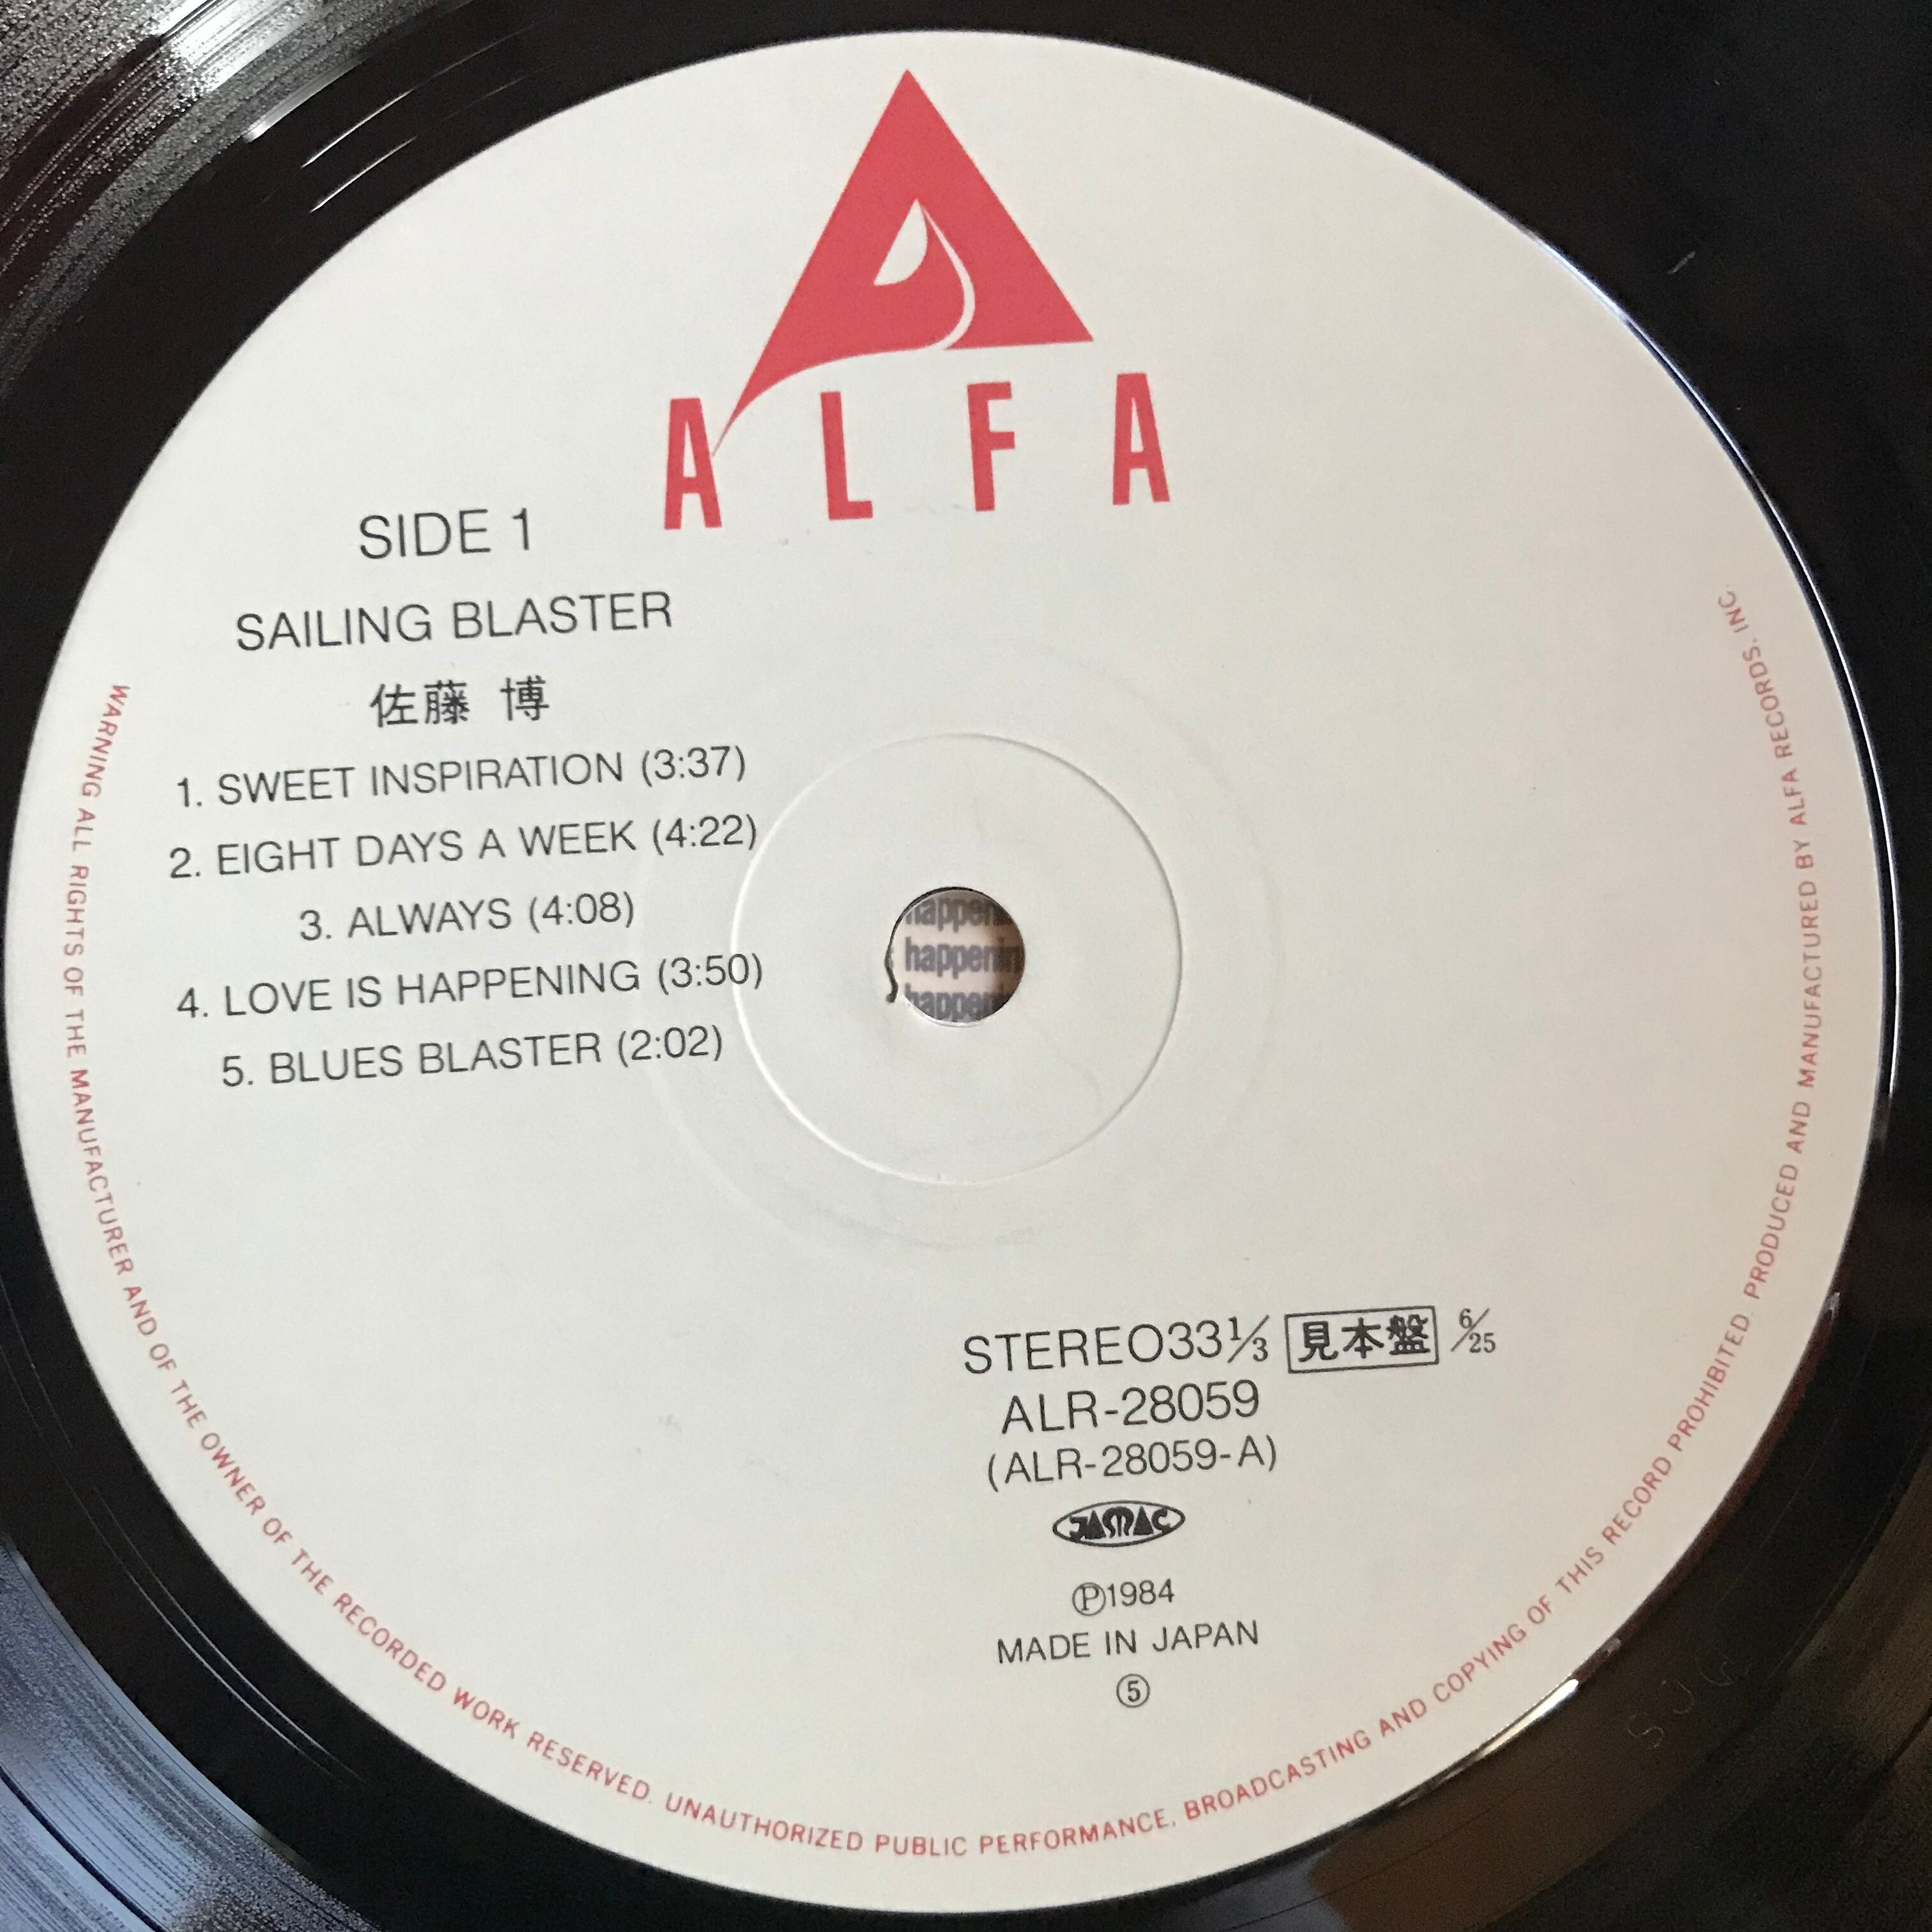 ALFA
SIDE 1
SAILING BLASTER
佐藤 博
1. SWEET INSPIRATION (3:37)
2. EIGHT DAYS A WEEK (4:22)
3. ALWAYS (4:08)
4. LOVE IS HAPPENING (3:50)
5. BLUES BLASTER (2:02)
happenin
STEREO33⅓ 見本盤 6/25
ALR-28059
(ALR-28059-A)
JASRAC
Ⓟ1984
MADE IN JAPAN
⑤
WARNING ALL RIGHTS OF THE MANUFACTURER AND OF THE OWNER OF THE RECORDED WORK RESERVED. UNAUTHORIZED PUBLIC PERFORMANCE, BROADCASTING AND COPYING OF THIS RECORD PROHIBITED. PRODUCED AND MANUFACTURED BY ALFA RECORDS. INC